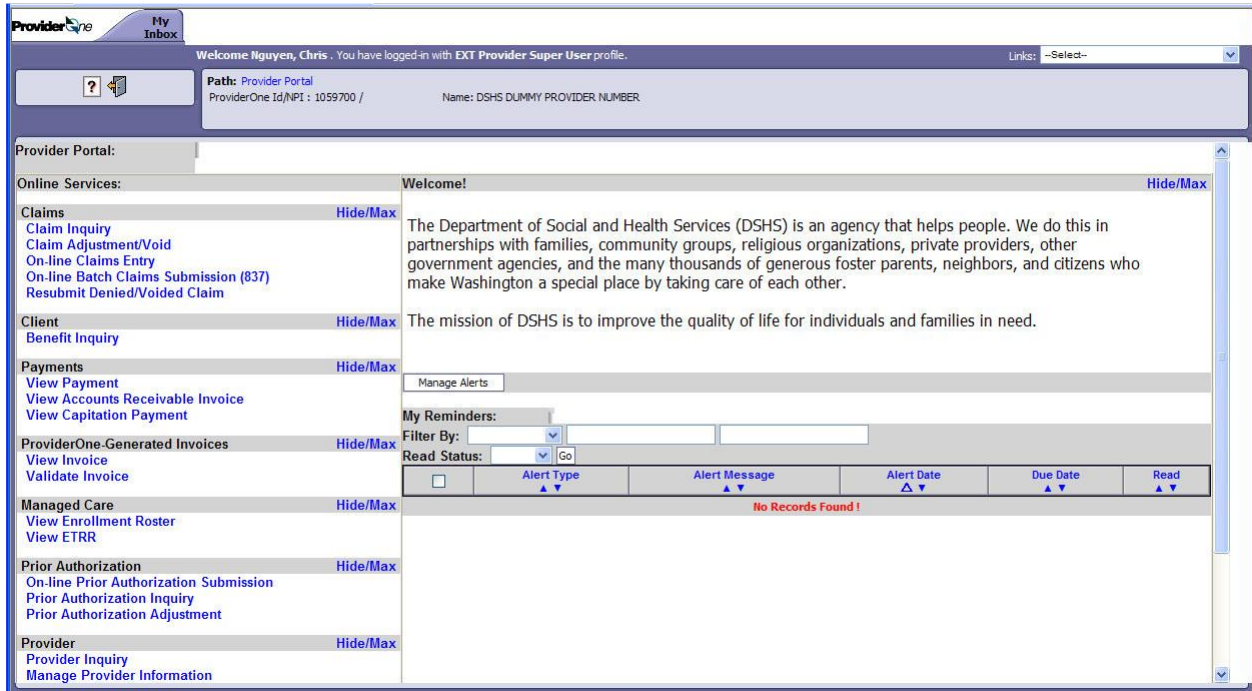 ProviderOne
My
Inbox
Welcome Nguyen, Chris . You have logged-in with EXT Provider Super User profile.
Links: --Select--
?
Path: Provider Portal
ProviderOne Id/NPI : 1059700 / Name: DSHS DUMMY PROVIDER NUMBER
Provider Portal:
Online Services:
Claims Hide/Max
Claim Inquiry
Claim Adjustment/Void
On-line Claims Entry
On-line Batch Claims Submission (837)
Resubmit Denied/Voided Claim
Client Hide/Max
Benefit Inquiry
Payments Hide/Max
View Payment
View Accounts Receivable Invoice
View Capitation Payment
ProviderOne-Generated Invoices Hide/Max
View Invoice
Validate Invoice
Managed Care Hide/Max
View Enrollment Roster
View ETRR
Prior Authorization Hide/Max
On-line Prior Authorization Submission
Prior Authorization Inquiry
Prior Authorization Adjustment
Provider Hide/Max
Provider Inquiry
Manage Provider Information
Welcome! Hide/Max
The Department of Social and Health Services (DSHS) is an agency that helps people. We do this in
partnerships with families, community groups, religious organizations, private providers, other
government agencies, and the many thousands of generous foster parents, neighbors, and citizens who
make Washington a special place by taking care of each other.
The mission of DSHS is to improve the quality of life for individuals and families in need.
Manage Alerts
My Reminders:
Filter By:
Read Status: Go
Alert Type Alert Message Alert Date Due Date Read
No Records Found !